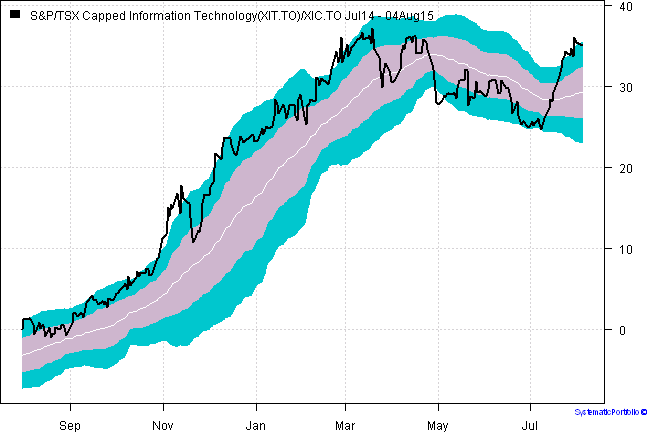 S&P/TSX Capped Information Technology(XIT.TO)/XIC.TO Jul14 - 04Aug15
40
30
20
10
0
Sep Nov Jan Mar May Jul
SystematicPortfolio ©